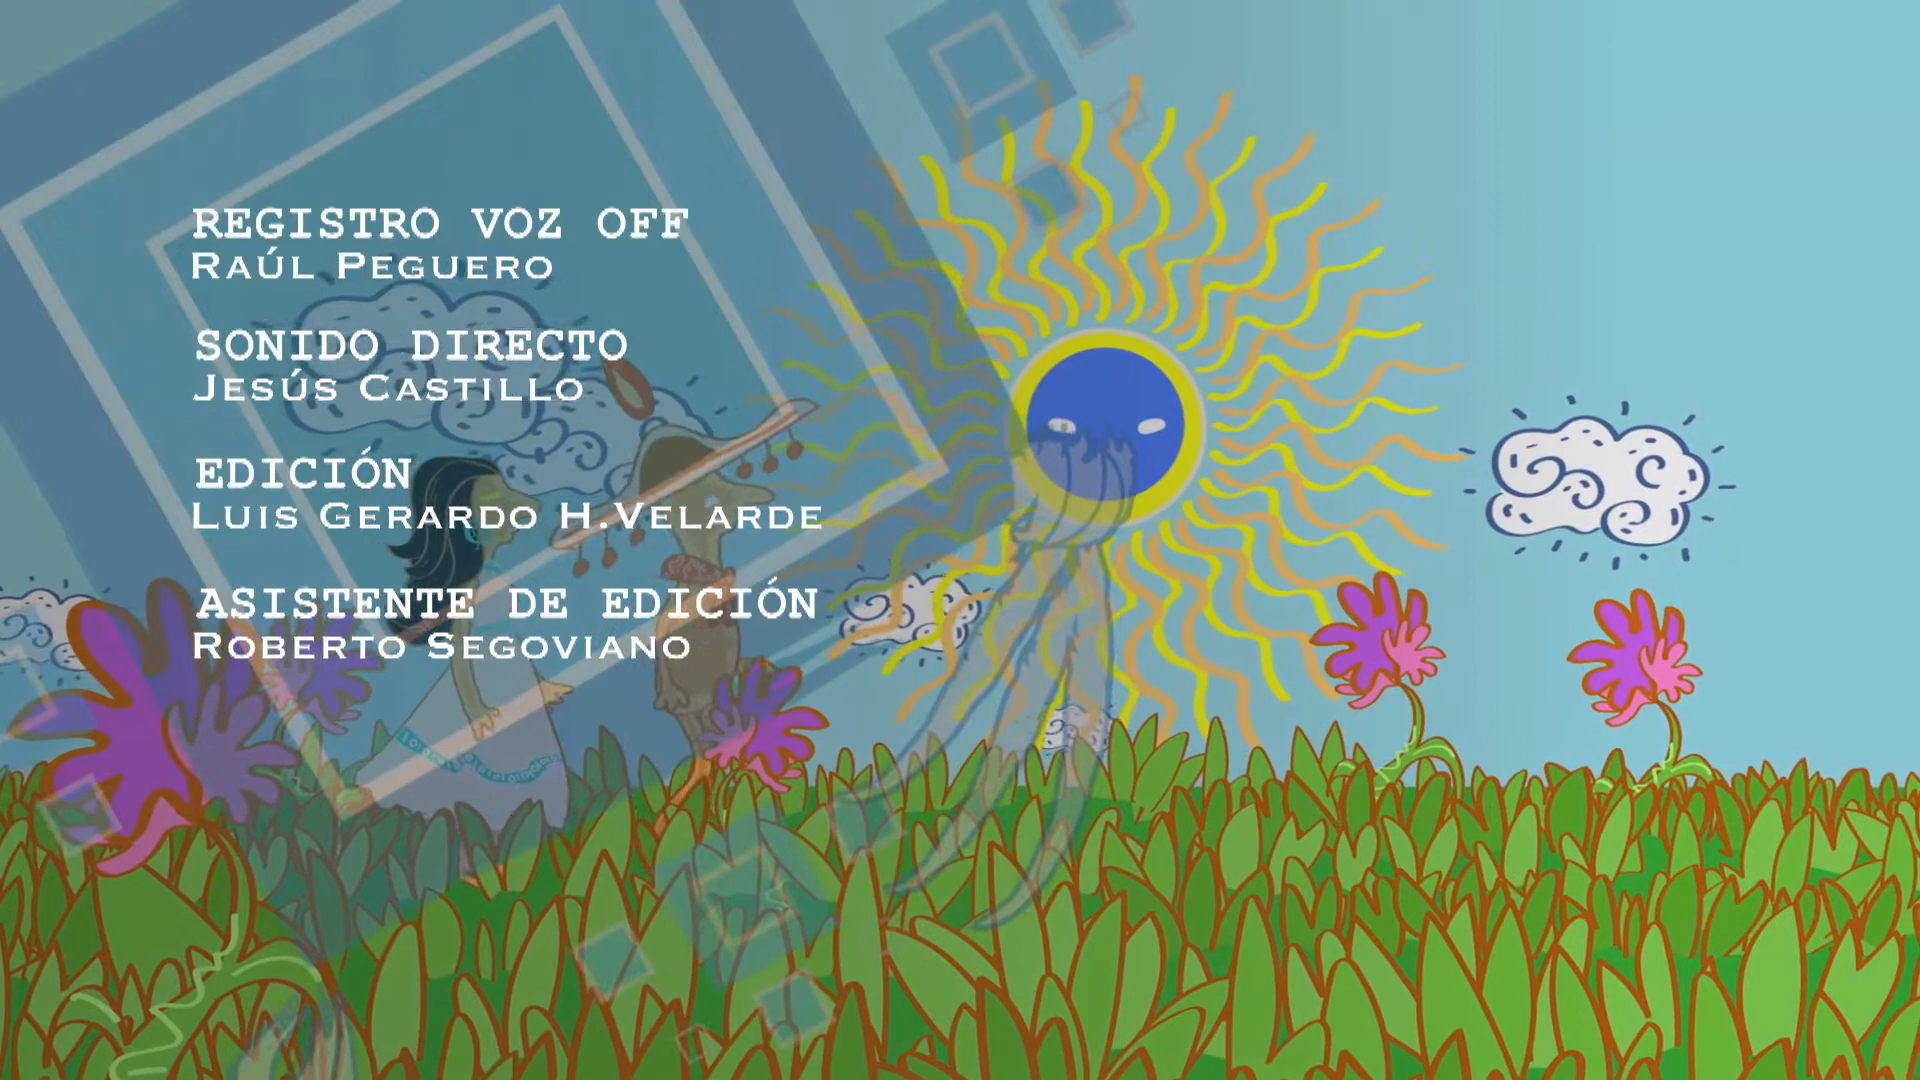 REGISTRO VOZ OFF
RAÚL PEGUERO
SONIDO DIRECTO
JESÚS CASTILLO
EDICIÓN
LUIS GERARDO H.VELARDE
ASISTENTE DE EDICIÓN
ROBERTO SEGOVIANO